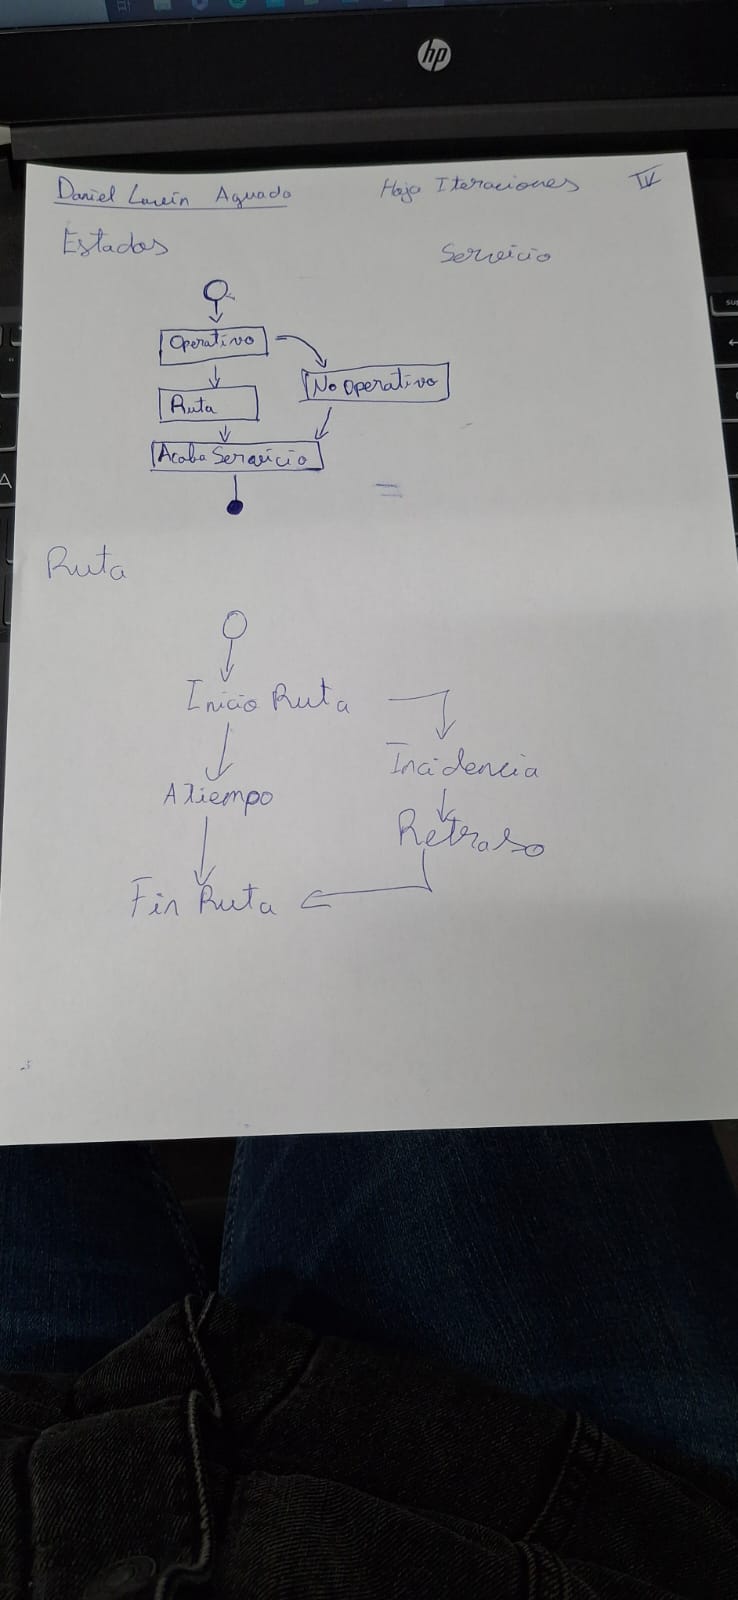 hp
Daniel Aguado Hoja Iteraciones IV
Estados
Servicio
Operativo
No operativo
Ruta
Acaba Servicio
Ruta
Inicio Ruta
Incidencia
A tiempo
Retraso
Fin Ruta